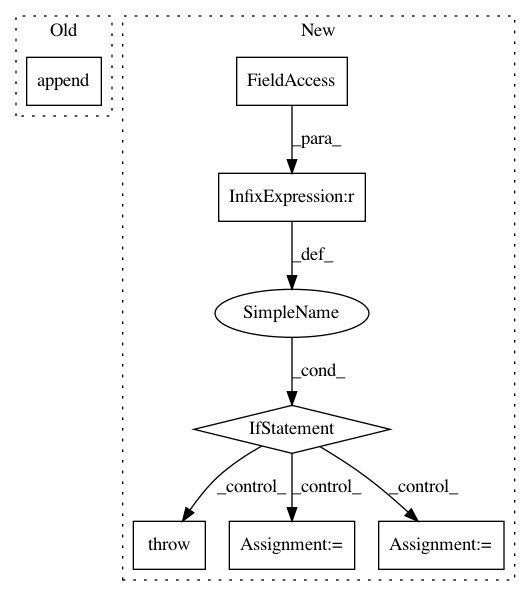 Old
New
append
FieldAccess
_para_
InfixExpression:r
_def_
SimpleName
_cond_
IfStatement
_control_ _control_ _control_
throw
Assignment:=
Assignment:=